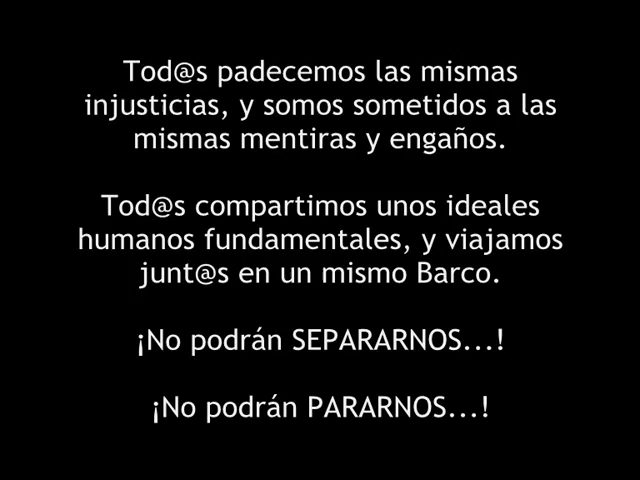 Tod@s padecemos las mismas
injusticias, y somos sometidos a las
mismas mentiras y engaños.
Tod@s compartimos unos ideales
humanos fundamentales, y viajamos
junt@s en un mismo Barco.
¡No podrán SEPARARNOS...!
¡No podrán PARARNOS...!